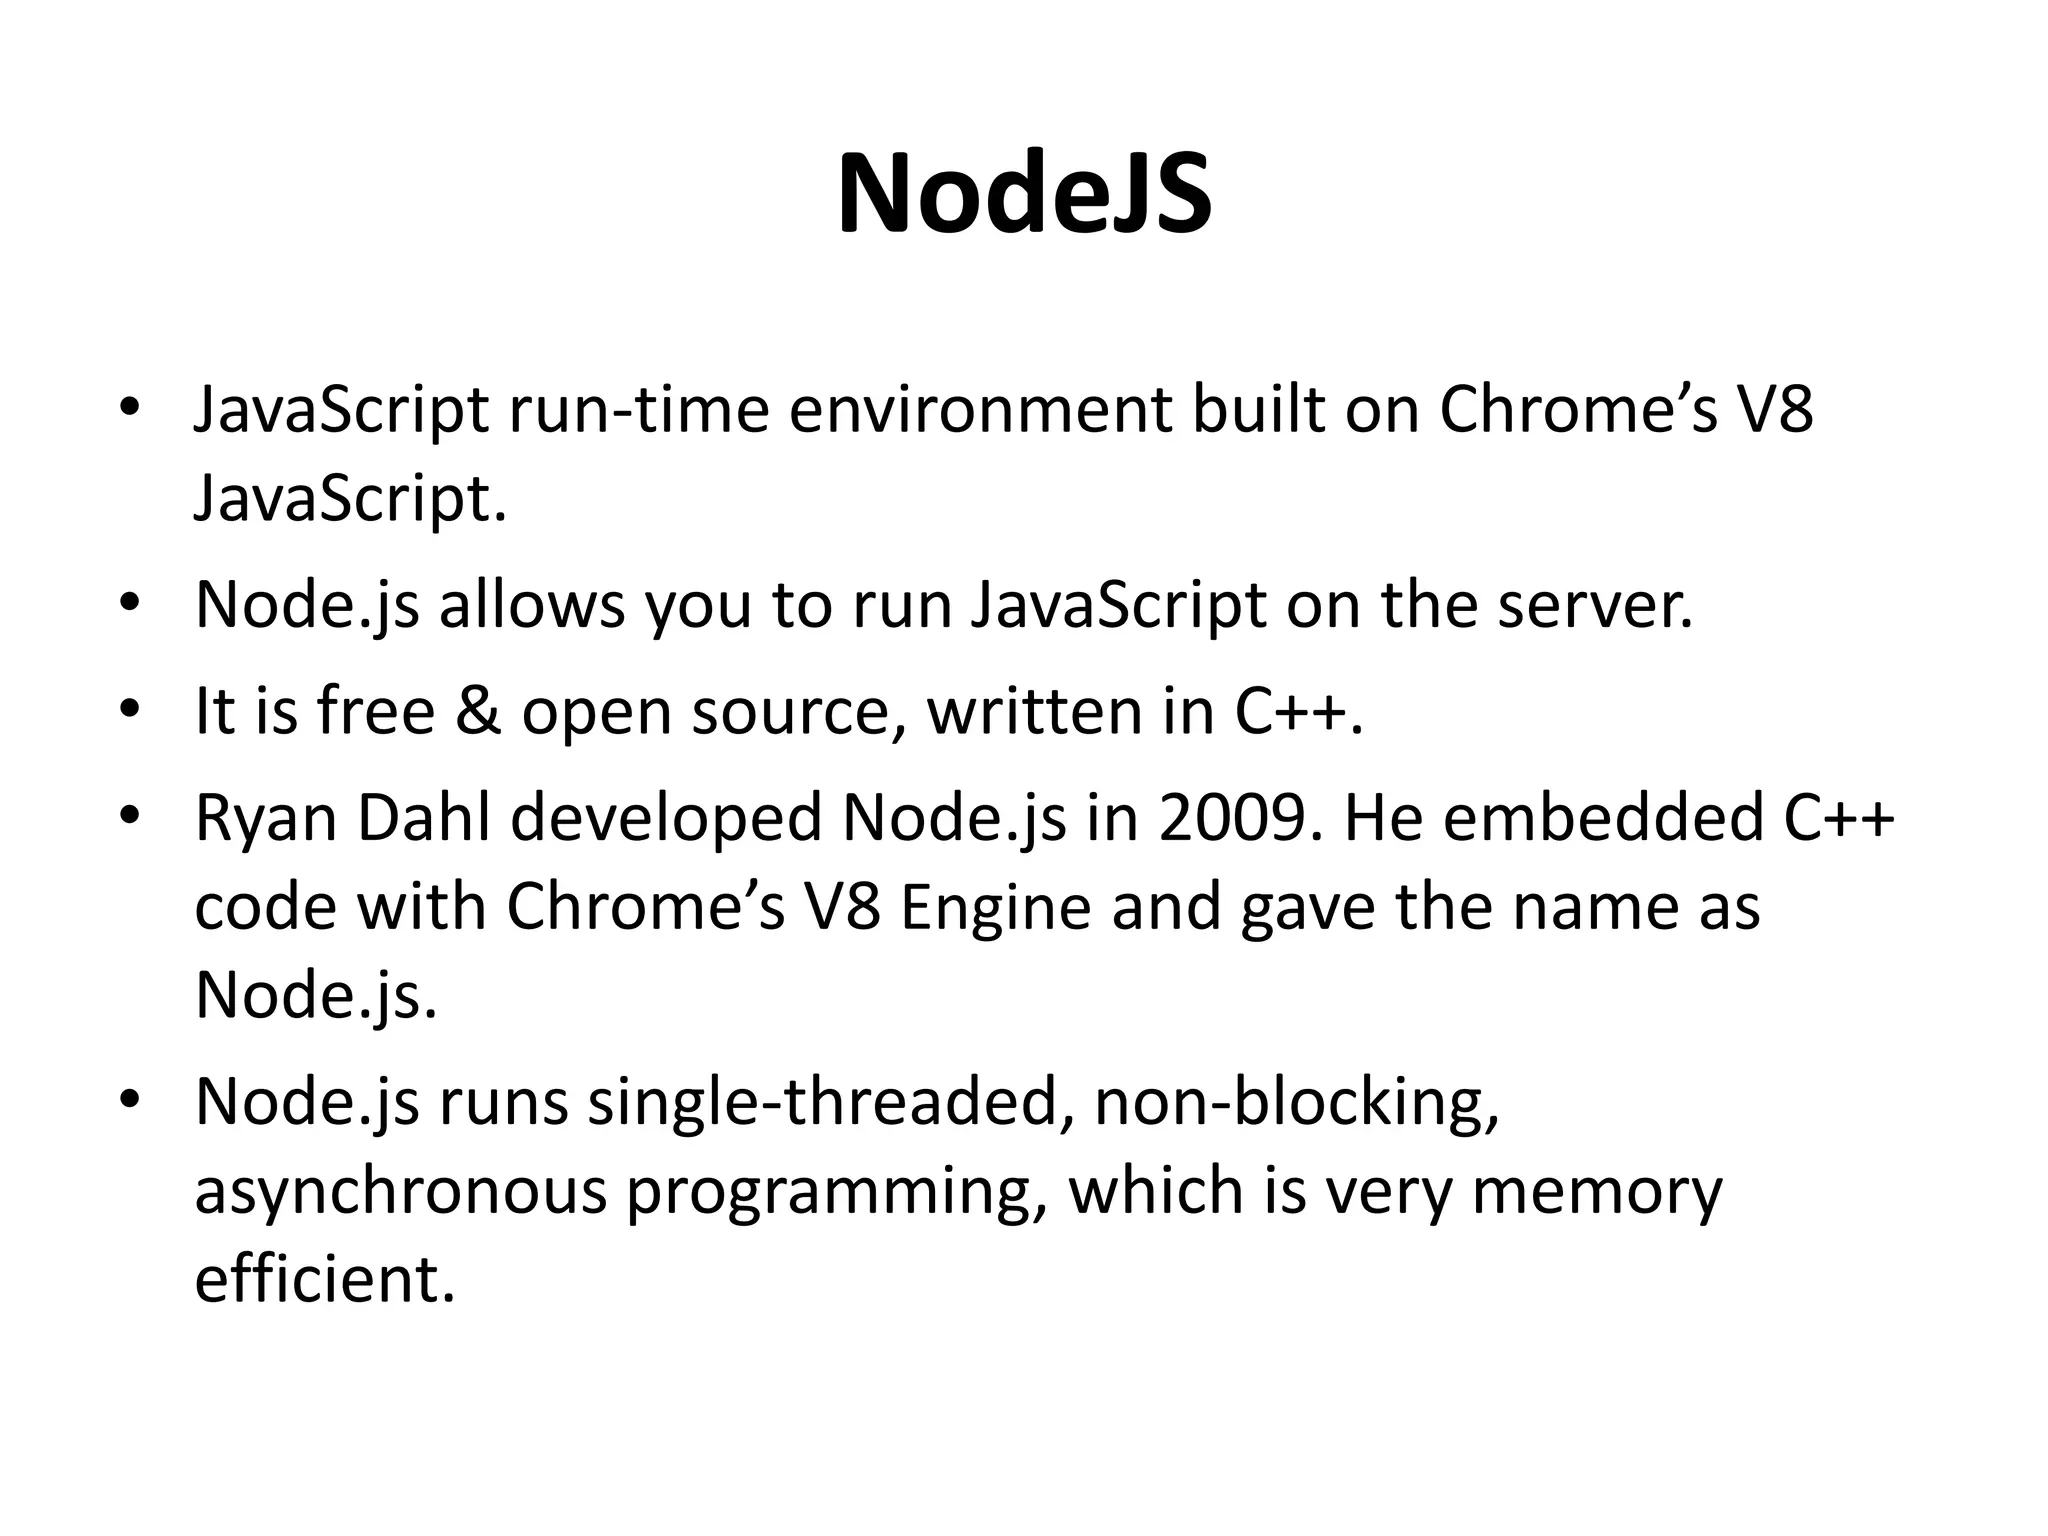 NodeJS
• JavaScript run-time environment built on Chrome’s V8
JavaScript.
• Node.js allows you to run JavaScript on the server.
• It is free & open source, written in C++.
• Ryan Dahl developed Node.js in 2009. He embedded C++
code with Chrome’s V8 Engine and gave the name as
Node.js.
• Node.js runs single-threaded, non-blocking,
asynchronous programming, which is very memory
efficient.